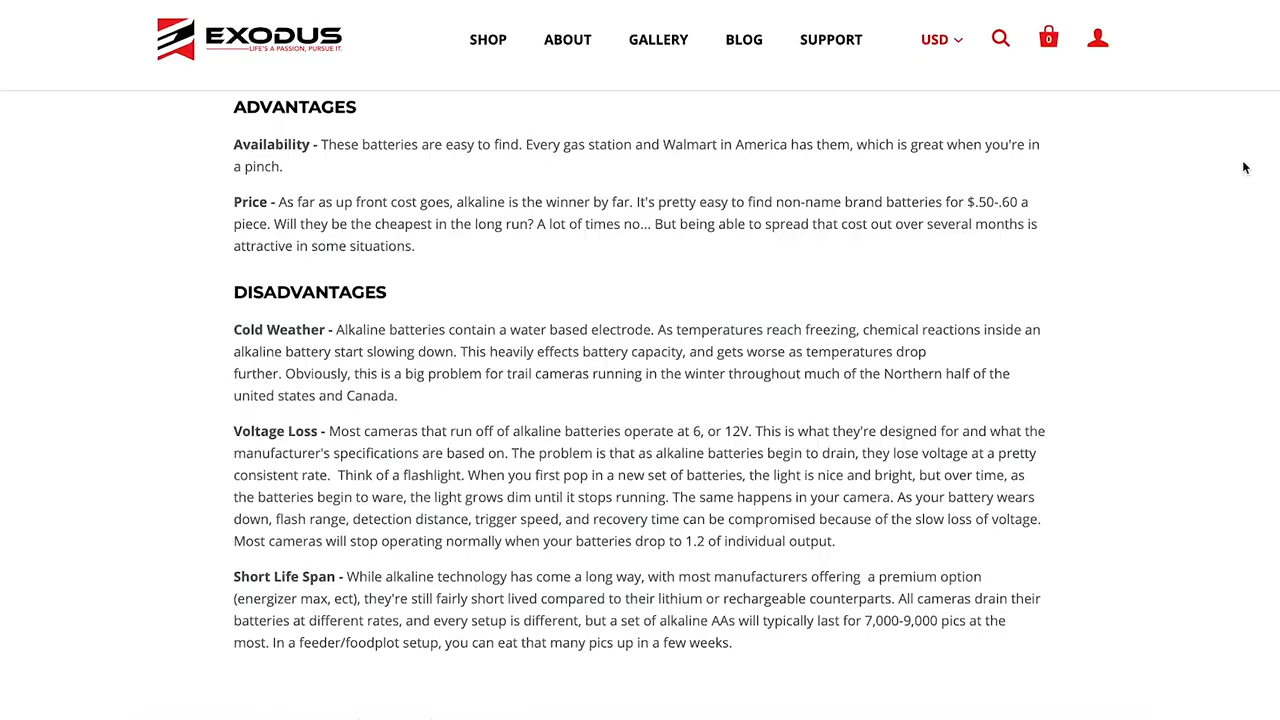 EXODUS
LIFE'S A PASSION, PURSUE IT.
SHOP ABOUT GALLERY BLOG SUPPORT USD 0
ADVANTAGES
Availability - These batteries are easy to find. Every gas station and Walmart in America has them, which is great when you're in
a pinch.
Price - As far as up front cost goes, alkaline is the winner by far. It's pretty easy to find non-name brand batteries for $.50-.60 a
piece. Will they be the cheapest in the long run? A lot of times no... But being able to spread that cost out over several months is
attractive in some situations.
DISADVANTAGES
Cold Weather - Alkaline batteries contain a water based electrode. As temperatures reach freezing, chemical reactions inside an
alkaline battery start slowing down. This heavily effects battery capacity, and gets worse as temperatures drop
further. Obviously, this is a big problem for trail cameras running in the winter throughout much of the Northern half of the
united states and Canada.
Voltage Loss - Most cameras that run off of alkaline batteries operate at 6, or 12V. This is what they're designed for and what the
manufacturer's specifications are based on. The problem is that as alkaline batteries begin to drain, they lose voltage at a pretty
consistent rate.  Think of a flashlight. When you first pop in a new set of batteries, the light is nice and bright, but over time, as
the batteries begin to ware, the light grows dim until it stops running. The same happens in your camera. As your battery wears
down, flash range, detection distance, trigger speed, and recovery time can be compromised because of the slow loss of voltage.
Most cameras will stop operating normally when your batteries drop to 1.2 of individual output.
Short Life Span - While alkaline technology has come a long way, with most manufacturers offering  a premium option
(energizer max, ect), they're still fairly short lived compared to their lithium or rechargeable counterparts. All cameras drain their
batteries at different rates, and every setup is different, but a set of alkaline AAs will typically last for 7,000-9,000 pics at the
most. In a feeder/foodplot setup, you can eat that many pics up in a few weeks.